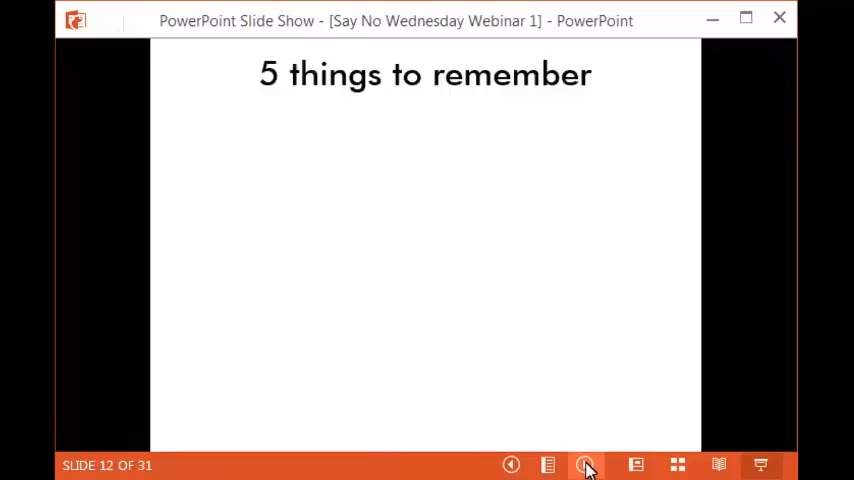 PowerPoint Slide Show - [Say No Wednesday Webinar 1] - PowerPoint
5 things to remember
SLIDE 12 OF 31